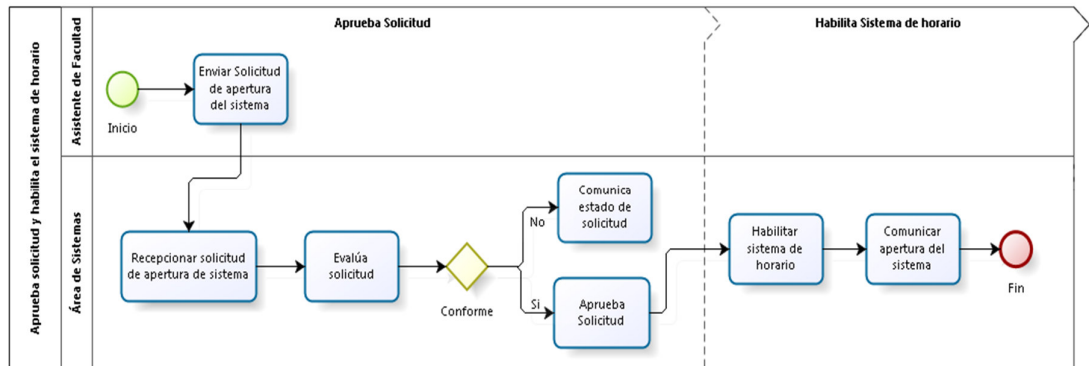 Aprueba solicitud y habilita el sistema de horario
Aprueba Solicitud
Habilita Sistema de horario
Asistente de Facultad
Inicio
Enviar Solicitud
de apertura
del sistema
Área de Sistemas
Recepcionar solicitud
de apertura de sistema
Evalúa
solicitud
Conforme
No
Comunica
estado de
solicitud
Si
Aprueba
Solicitud
Habilitar
sistema de
horario
Comunicar
apertura del
sistema
Fin